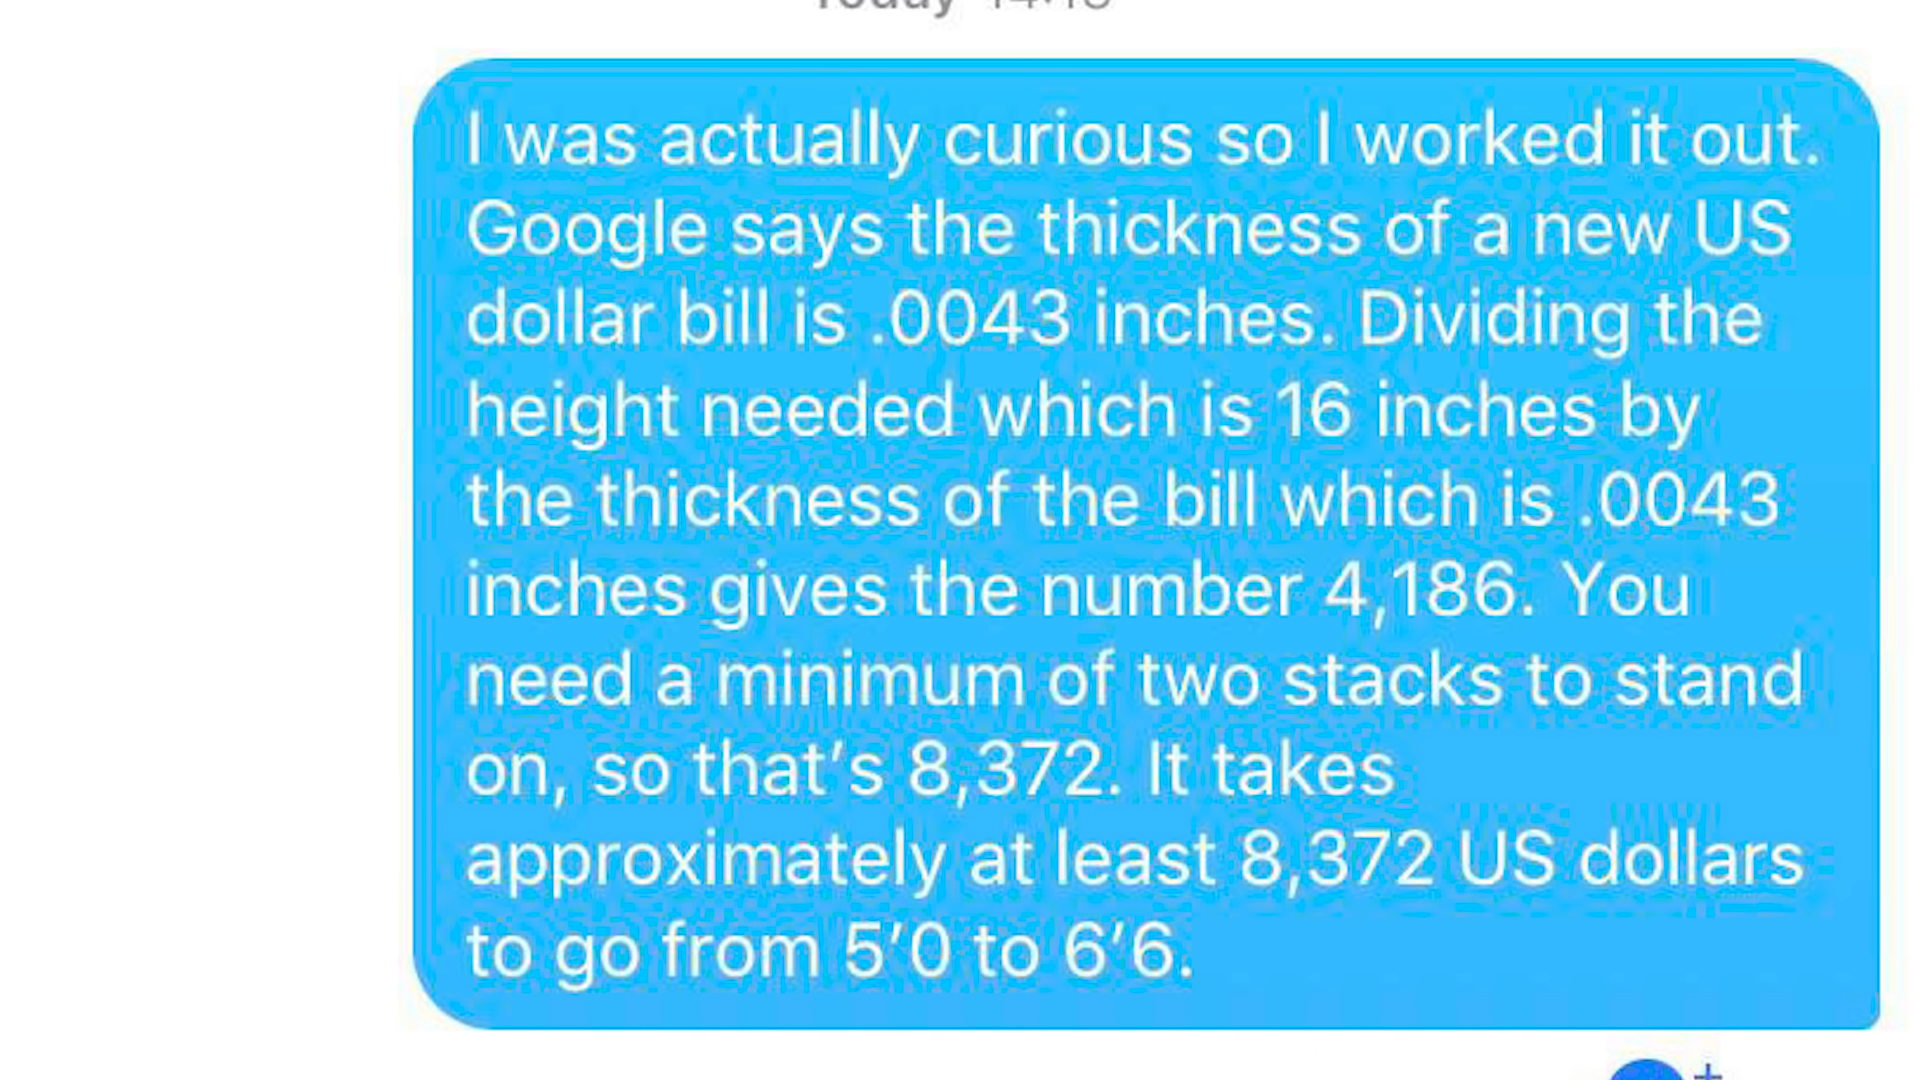 Today 14:18
I was actually curious so I worked it out.
Google says the thickness of a new US
dollar bill is .0043 inches. Dividing the
height needed which is 16 inches by
the thickness of the bill which is .0043
inches gives the number 4,186. You
need a minimum of two stacks to stand
on, so that’s 8,372. It takes
approximately at least 8,372 US dollars
to go from 5’0 to 6’6.